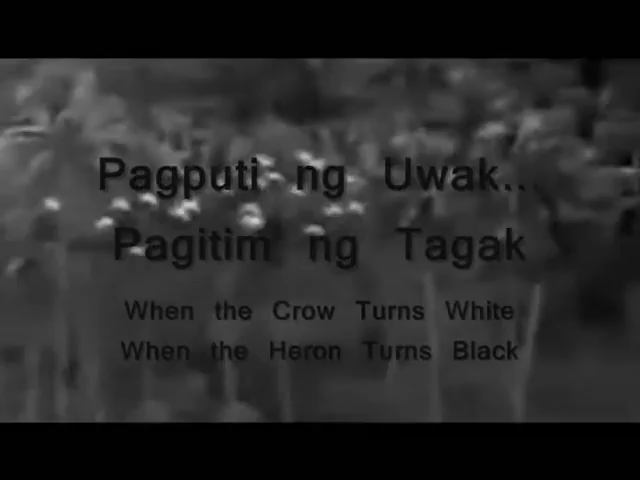 Pagputi ng Uwak...
Pagitim ng Tagak
When the Crow Turns White
When the Heron Turns Black